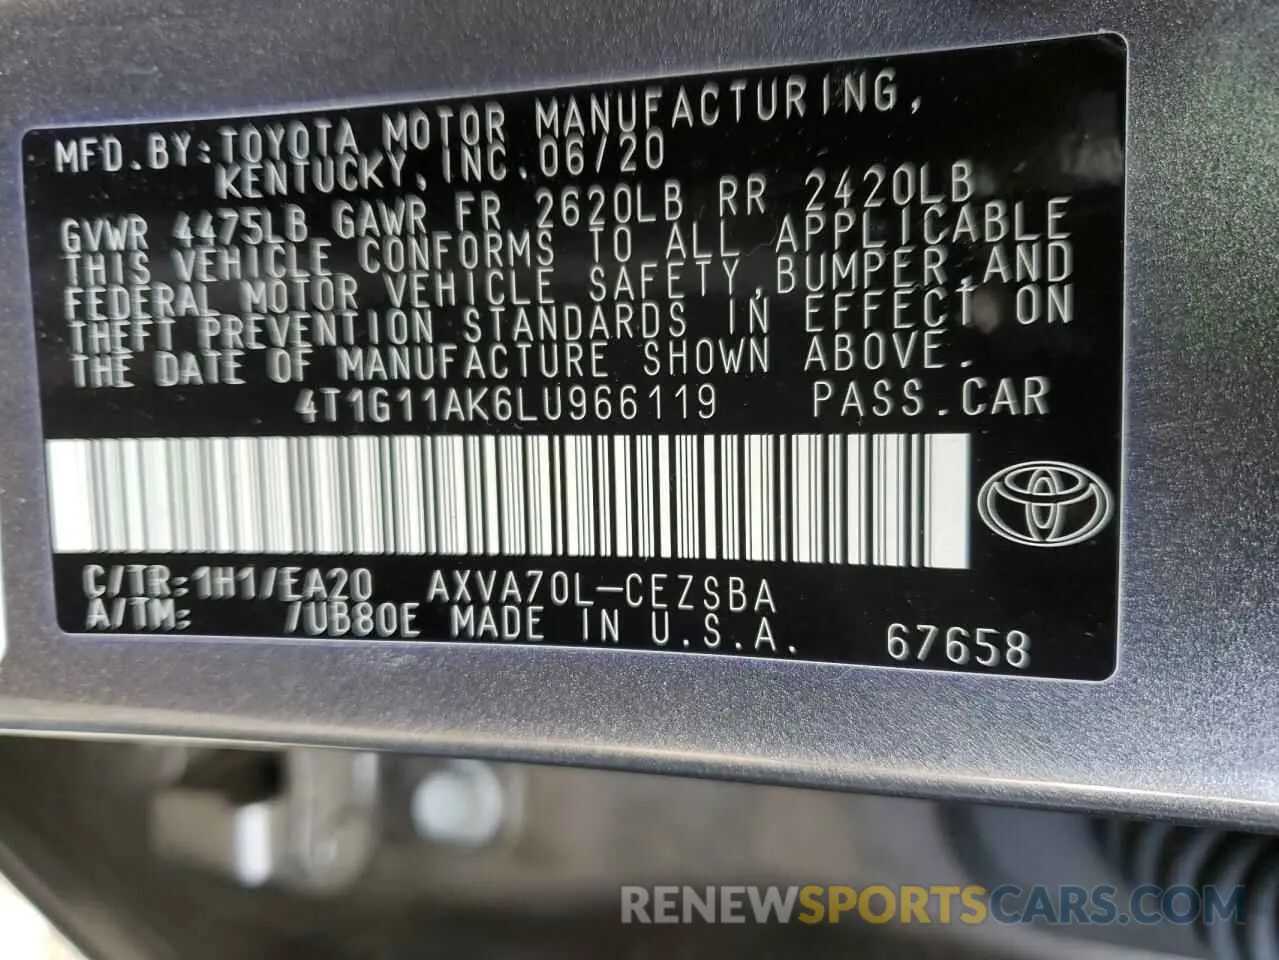 MFD.BY:TOYOTA MOTOR MANUFACTURING,
KENTUCKY, INC.06/20
GVWR 4475LB GAWR FR 2620LB RR 2420LB
THIS VEHICLE CONFORMS TO ALL APPLICABLE
FEDERAL MOTOR VEHICLE SAFETY,BUMPER,AND
THEFT PREVENTION STANDARDS IN EFFECT ON
THE DATE OF MANUFACTURE SHOWN ABOVE.
4T1G11AK6LU966119 PASS.CAR
C/TR:1H1/EA20 AXVA70L-CEZSBA
A/TM: /UB80E MADE IN U.S.A. 67658
RENEWSPORTSCARS.COM